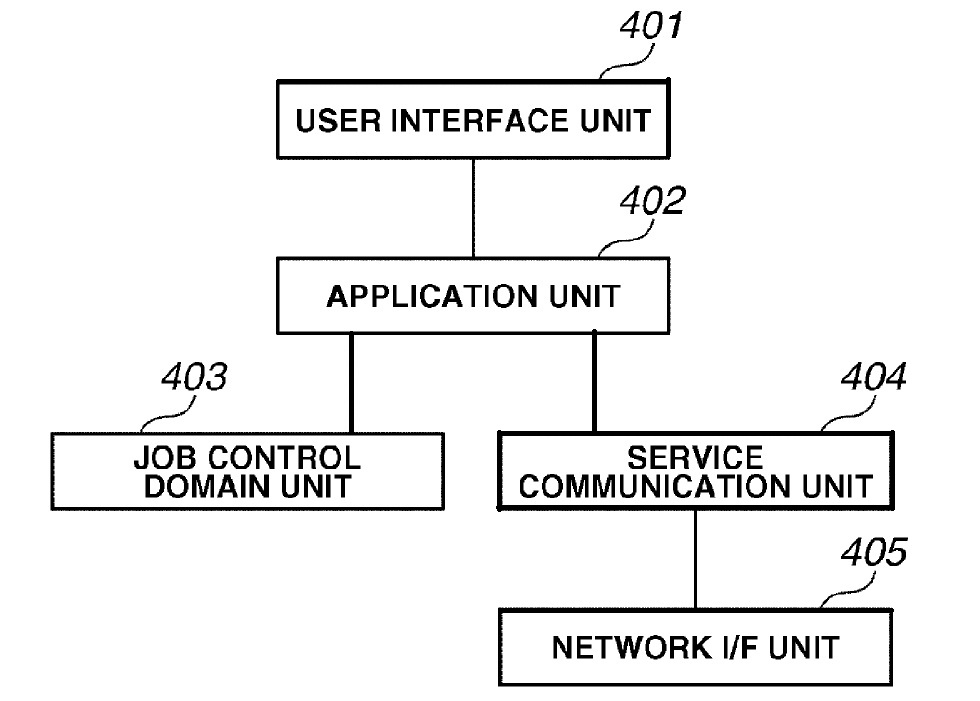 401
USER INTERFACE UNIT
402
APPLICATION UNIT
403
JOB CONTROL
DOMAIN UNIT
404
SERVICE
COMMUNICATION UNIT
405
NETWORK I/F UNIT